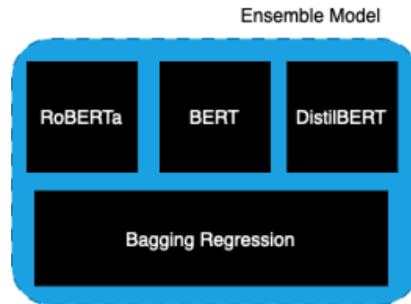 Ensemble Model
RoBERTa
BERT
DistilBERT
Bagging Regression